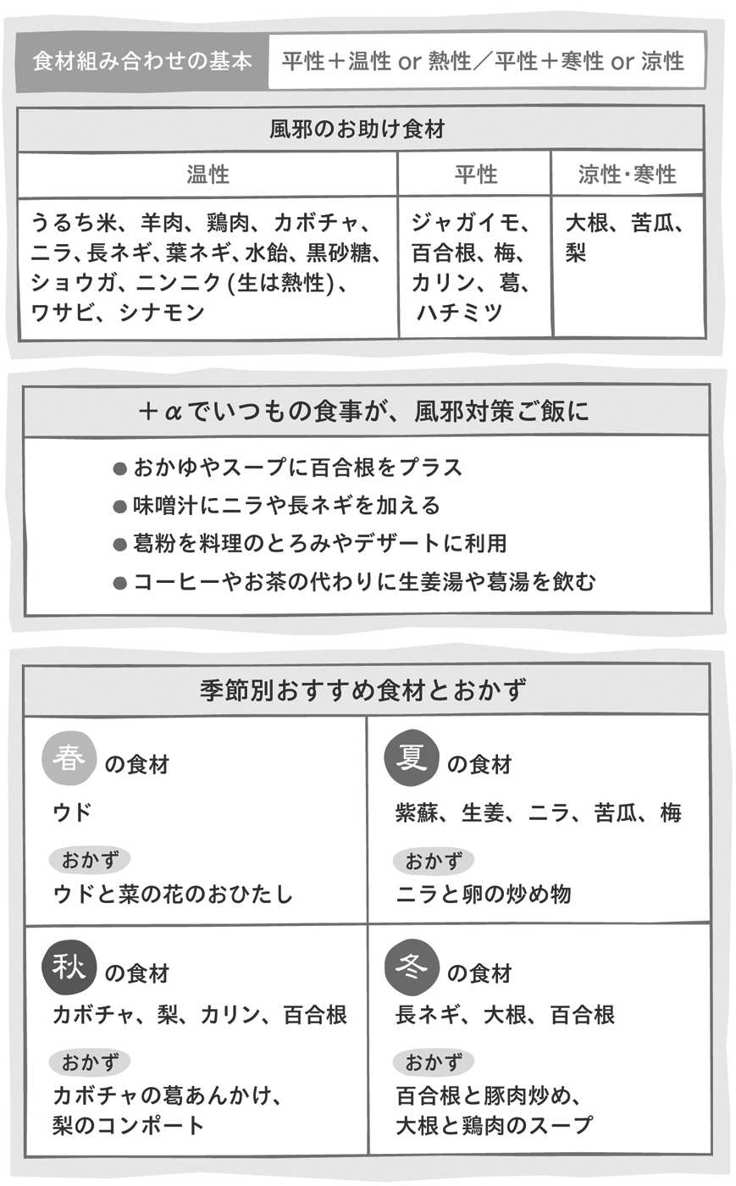 食材組み合わせの基本 平性＋温性 or 熱性／平性＋寒性 or 涼性
風邪のお助け食材
温性 平性 涼性・寒性
うるち米、羊肉、鶏肉、カボチャ、
ニラ、長ネギ、葉ネギ、水飴、黒砂糖、
ショウガ、ニンニク(生は熱性)、
ワサビ、シナモン
ジャガイモ、
百合根、梅、
カリン、葛、
ハチミツ
大根、苦瓜、
梨
＋αでいつもの食事が、風邪対策ご飯に
●おかゆやスープに百合根をプラス
●味噌汁にニラや長ネギを加える
●葛粉を料理のとろみやデザートに利用
●コーヒーやお茶の代わりに生姜湯や葛湯を飲む
季節別おすすめ食材とおかず
春の食材
ウド
おかず
ウドと菜の花のおひたし
夏の食材
紫蘇、生姜、ニラ、苦瓜、梅
おかず
ニラと卵の炒め物
秋の食材
カボチャ、梨、カリン、百合根
おかず
カボチャの葛あんかけ、
梨のコンポート
冬の食材
長ネギ、大根、百合根
おかず
百合根と豚肉炒め、
大根と鶏肉のスープ